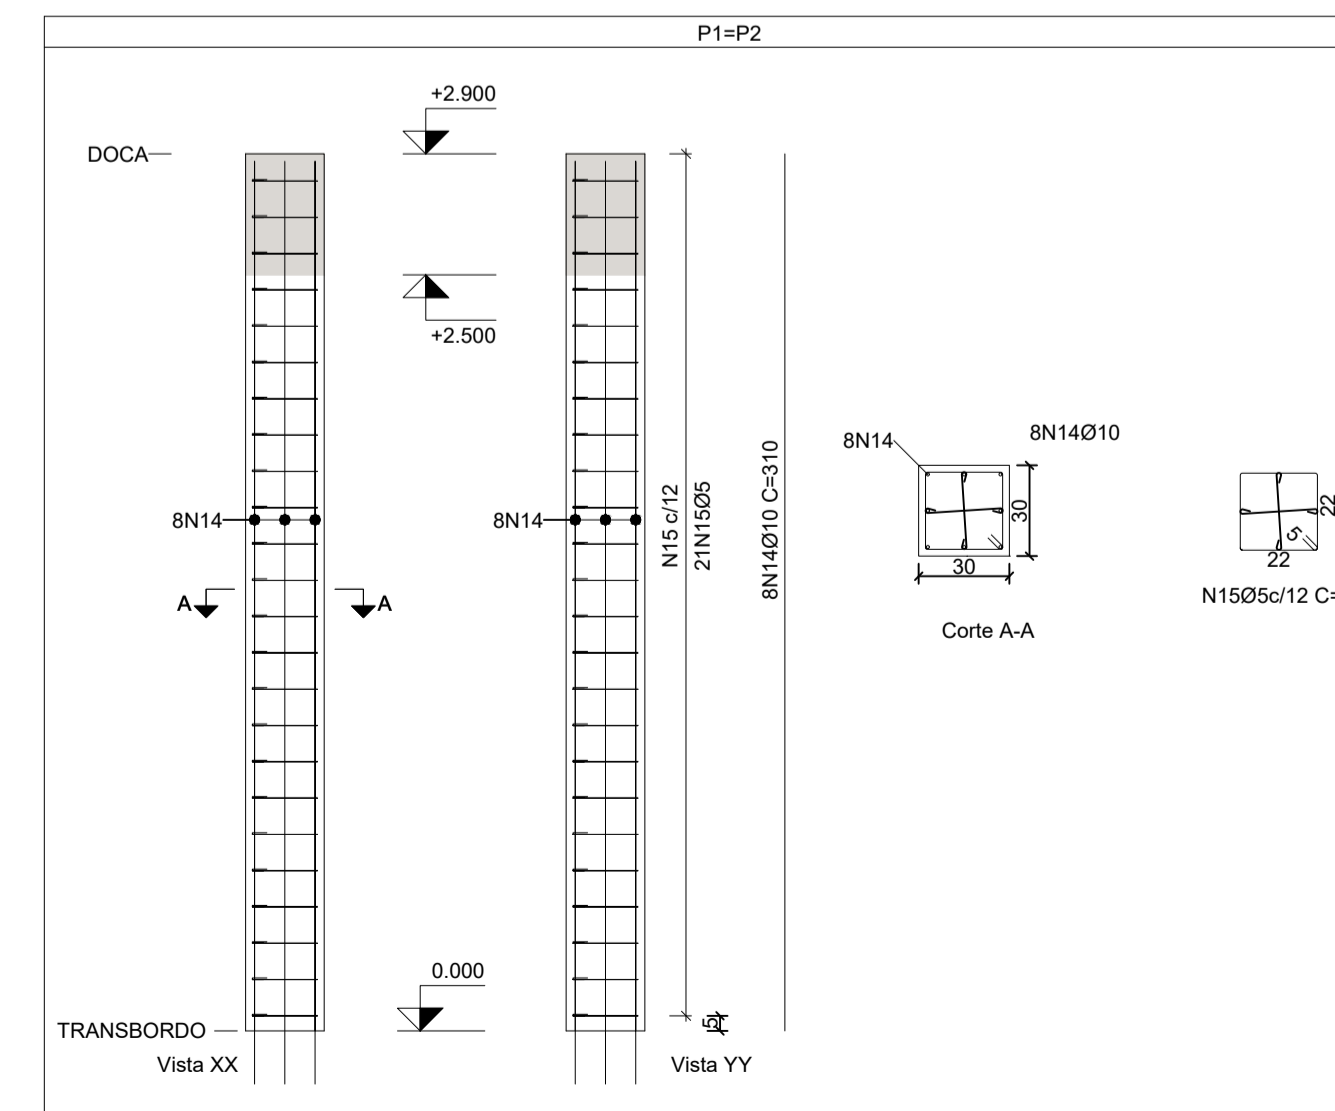 P1=P2
+2.900
DOCA
+2.500
8N14
8N14
A
A
N15 c/12
21N15Ø5
8N14Ø10 C=310
8N14
8N14Ø10
30
30
Corte A-A
22
5
22
N15Ø5c/12 C=
0.000
5
TRANSBORDO
Vista XX
Vista YY